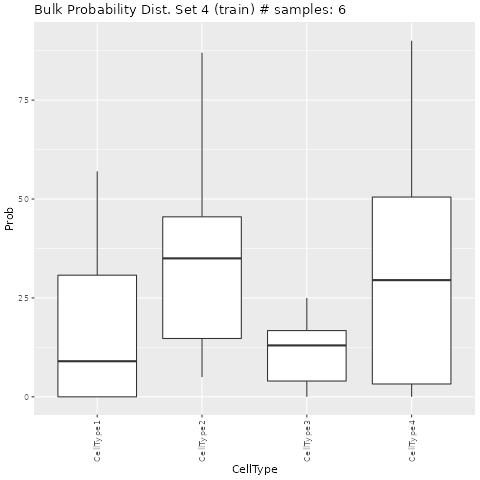 Bulk Probability Dist. Set 4 (train) # samples: 6
Prob
75
50
25
0
CellType1
CellType2
CellType3
CellType4
CellType